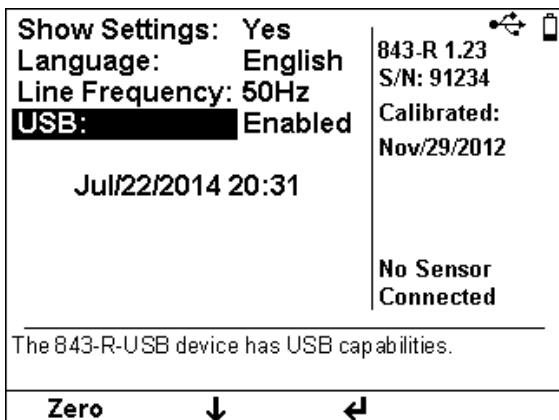 Show Settings: Yes
Language: English
Line Frequency: 50Hz
USB: Enabled
Jul/22/2014 20:31
843-R 1.23
S/N: 91234
Calibrated:
Nov/29/2012
No Sensor
Connected
The 843-R-USB device has USB capabilities.
Zero ↓ ↵